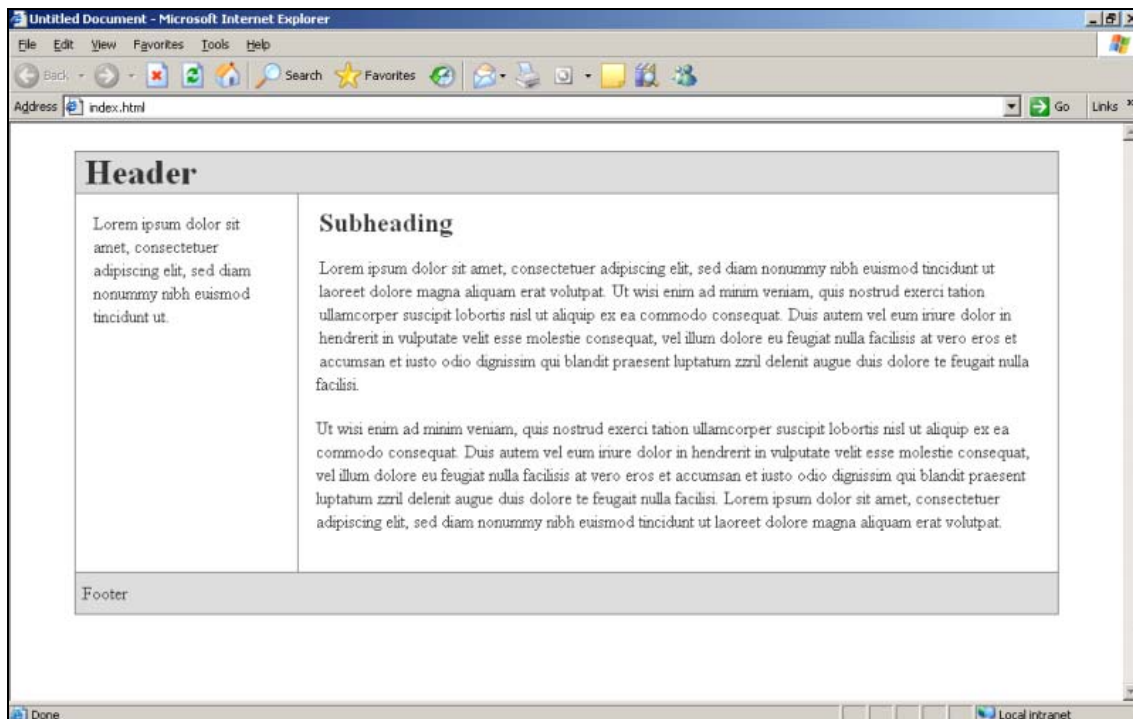 Untitled Document - Microsoft Internet Explorer
File Edit View Favorites Tools Help
Back Search Favorites
Address index.html Go Links
Header
Lorem ipsum dolor sit
amet, consectetuer
adipiscing elit, sed diam
nonummy nibh euismod
tincidunt ut.
Subheading
Lorem ipsum dolor sit amet, consectetuer adipiscing elit, sed diam nonummy nibh euismod tincidunt ut
laoreet dolore magna aliquam erat volutpat. Ut wisi enim ad minim veniam, quis nostrud exerci tation
ullamcorper suscipit lobortis nisl ut aliquip ex ea commodo consequat. Duis autem vel eum iriure dolor in
hendrerit in vulputate velit esse molestie consequat, vel illum dolore eu feugiat nulla facilisis at vero eros et
accumsan et iusto odio dignissim qui blandit praesent luptatum zzril delenit augue duis dolore te feugait nulla
facilisi.
Ut wisi enim ad minim veniam, quis nostrud exerci tation ullamcorper suscipit lobortis nisl ut aliquip ex ea
commodo consequat. Duis autem vel eum iriure dolor in hendrerit in vulputate velit esse molestie consequat,
vel illum dolore eu feugiat nulla facilisis at vero eros et accumsan et iusto odio dignissim qui blandit praesent
luptatum zzril delenit augue duis dolore te feugait nulla facilisi. Lorem ipsum dolor sit amet, consectetuer
adipiscing elit, sed diam nonummy nibh euismod tincidunt ut laoreet dolore magna aliquam erat volutpat.
Footer
Done Local intranet